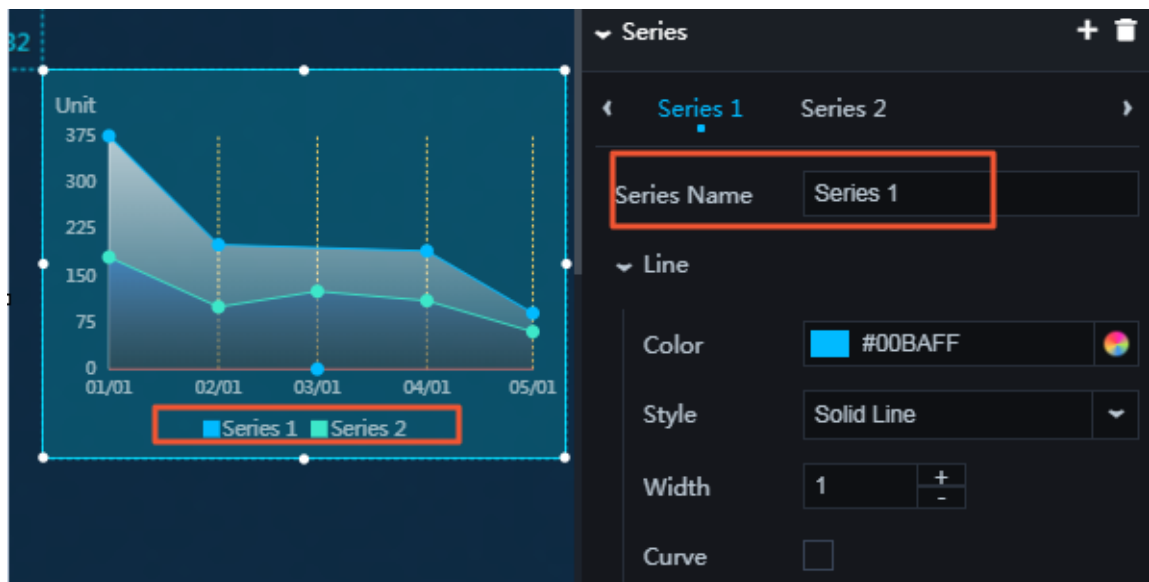 32
Unit
375
300
225
150
75
0
01/01 02/01 03/01 04/01 05/01
Series 1 Series 2
Series
Series 1 Series 2
Series Name Series 1
Line
Color #00BAFF
Style Solid Line
Width 1 + -
Curve